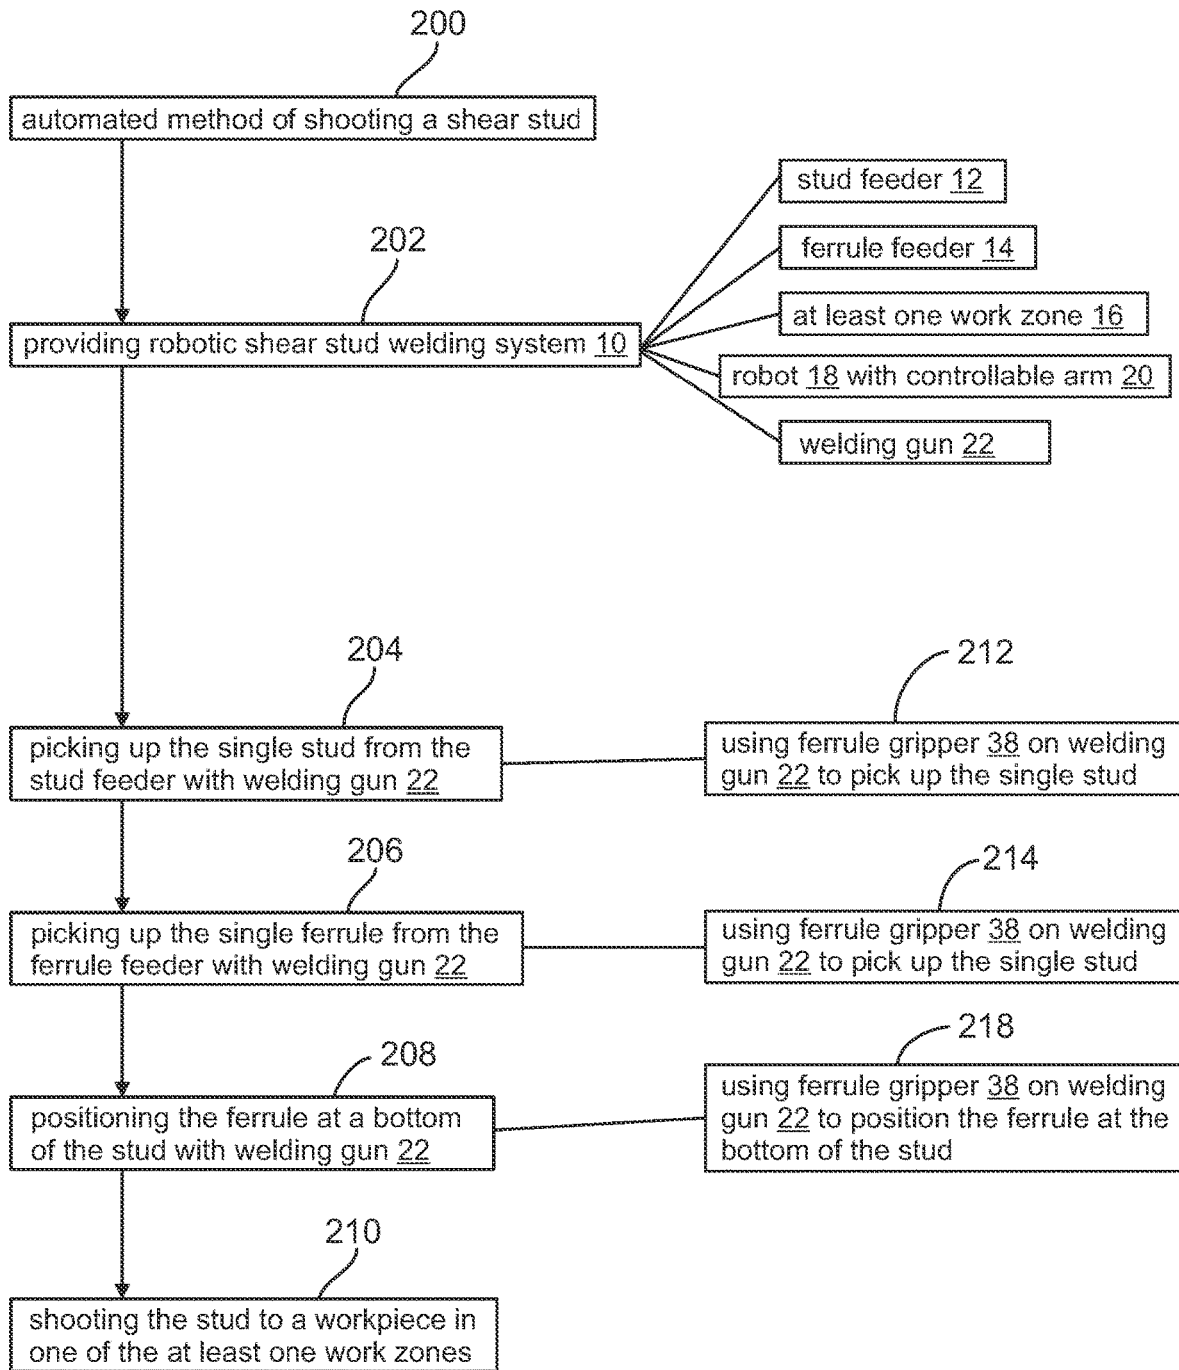 200
automated method of shooting a shear stud
202
providing robotic shear stud welding system 10
stud feeder 12
ferrule feeder 14
at least one work zone 16
robot 18 with controllable arm 20
welding gun 22
204
picking up the single stud from the
stud feeder with welding gun 22
212
using ferrule gripper 38 on welding
gun 22 to pick up the single stud
206
picking up the single ferrule from the
ferrule feeder with welding gun 22
214
using ferrule gripper 38 on welding
gun 22 to pick up the single stud
208
positioning the ferrule at a bottom
of the stud with welding gun 22
218
using ferrule gripper 38 on welding
gun 22 to position the ferrule at the
bottom of the stud
210
shooting the stud to a workpiece in
one of the at least one work zones